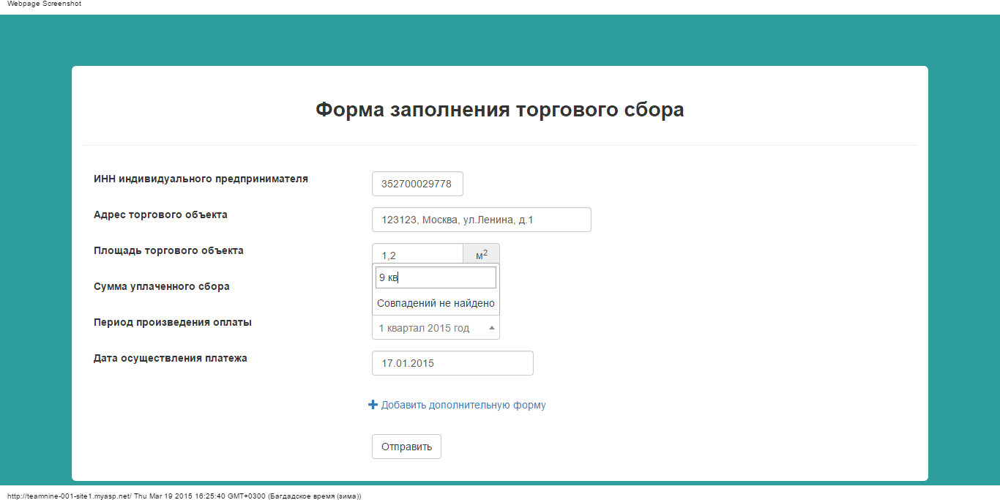 Webpage Screenshot
Форма заполнения торгового сбора
ИНН индивидуального предпринимателя
352700029778
Адрес торгового объекта
123123, Москва, ул.Ленина, д.1
Площадь торгового объекта
1,2
м²
9 кв
Сумма уплаченного сбора
Совпадений не найдено
Период произведения оплаты
1 квартал 2015 год
Дата осуществления платежа
17.01.2015
Добавить дополнительную форму
Отправить
http://teamnine-001-site1.myasp.net/ Thu Mar 19 2015 16:25:40 GMT+0300 (Багдадское время (зима))